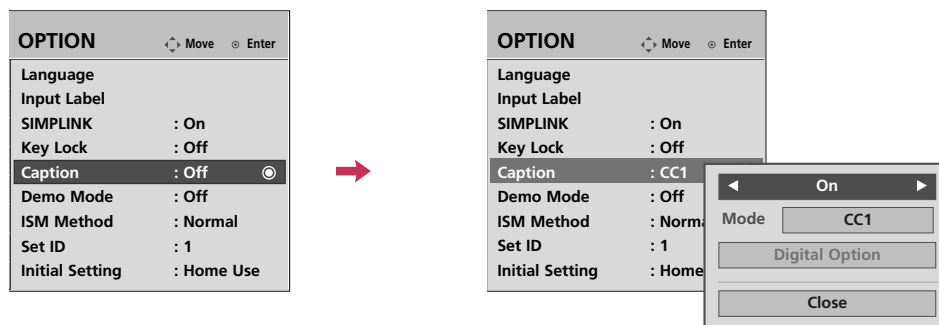 OPTION Move Enter
Language
Input Label
SIMPLINK : On
Key Lock : Off
Caption : Off
Demo Mode : Off
ISM Method : Normal
Set ID : 1
Initial Setting : Home Use
OPTION Move Enter
Language
Input Label
SIMPLINK : On
Key Lock : Off
Caption : CC1
Demo Mode : Off
ISM Method : Norma
Set ID : 1
Initial Setting : Home
On
Mode CC1
Digital Option
Close